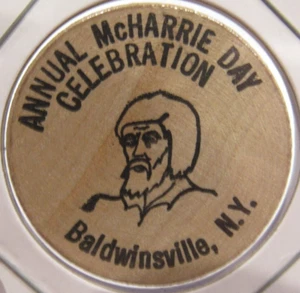 ANNUAL McHARRIE DAY
CELEBRATION
Baldwinsville, N.Y.